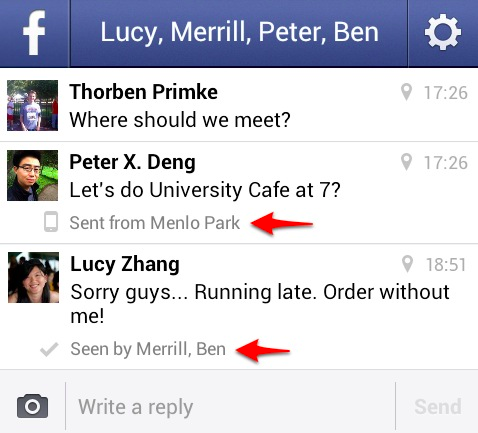 f
Lucy, Merrill, Peter, Ben
Thorben Primke 17:26
Where should we meet?
Peter X. Deng 17:26
Let's do University Cafe at 7?
Sent from Menlo Park
Lucy Zhang 18:51
Sorry guys... Running late. Order without
me!
Seen by Merrill, Ben
Write a reply Send